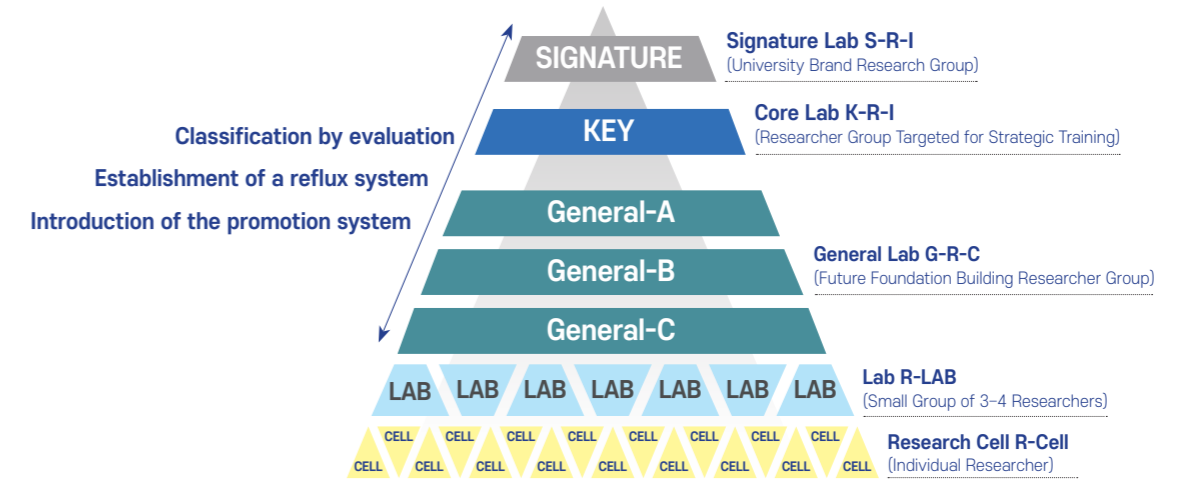 SIGNATURE
Signature Lab S-R-I
(University Brand Research Group)
KEY
Core Lab K-R-I
(Researcher Group Targeted for Strategic Training)
Classification by evaluation
Establishment of a reflux system
Introduction of the promotion system
General-A
General-B
General-C
General Lab G-R-C
(Future Foundation Building Researcher Group)
LAB LAB LAB LAB LAB LAB LAB
Lab R-LAB
(Small Group of 3–4 Researchers)
CELL CELL CELL CELL CELL CELL CELL CELL
CELL CELL CELL CELL CELL CELL CELL CELL CELL
Research Cell R-Cell
(Individual Researcher)